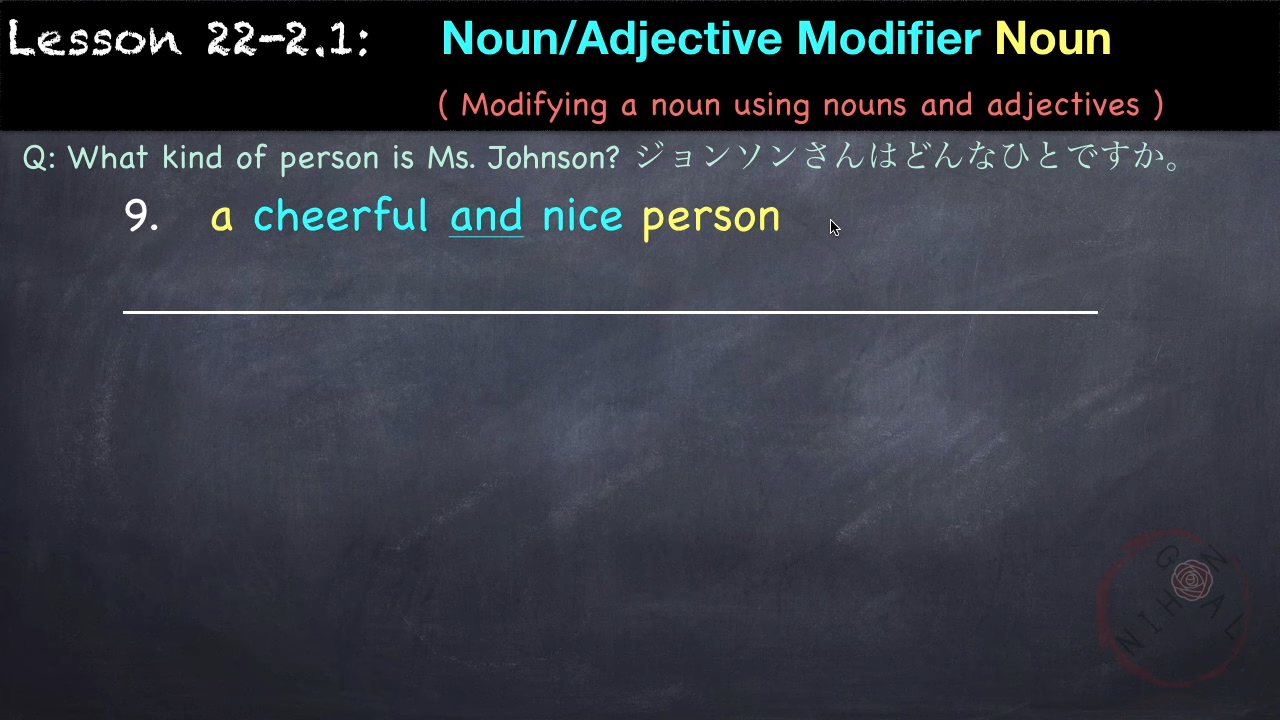 Lesson 22-2.1: Noun/Adjective Modifier Noun
( Modifying a noun using nouns and adjectives )
Q: What kind of person is Ms. Johnson? ジョンソンさんはどんなひとですか。
9. a cheerful and nice person
NIHON
GOAL